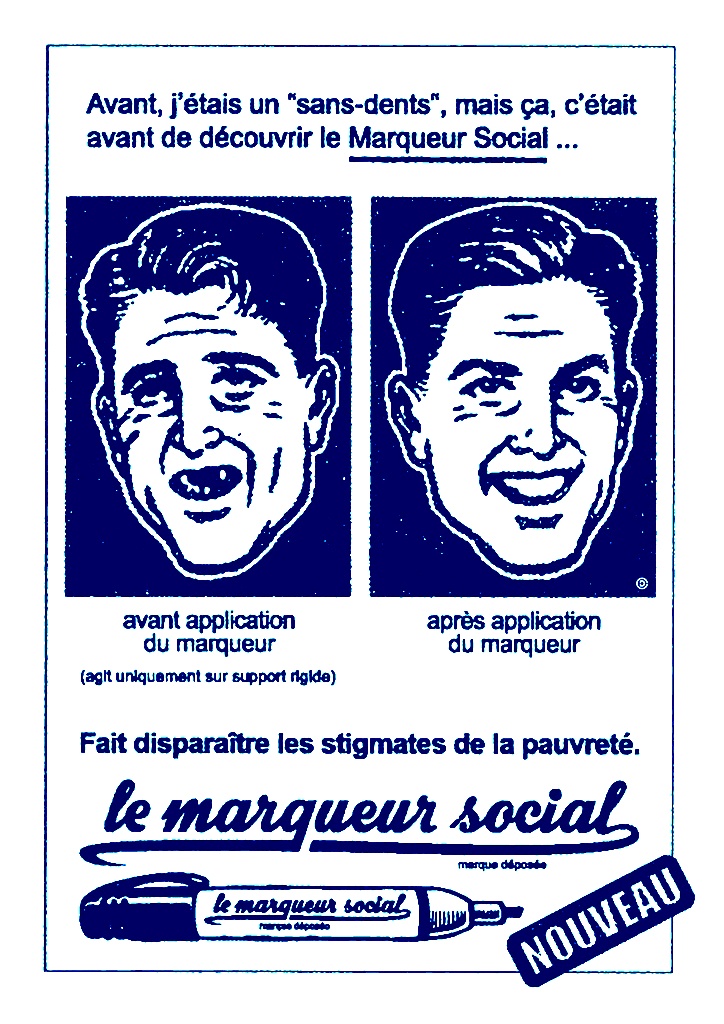 Avant, j'étais un "sans-dents", mais ça, c'était
avant de découvrir le Marqueur Social ...
avant application
du marqueur
(agit uniquement sur support rigide)
après application
du marqueur
Fait disparaître les stigmates de la pauvreté.
le marqueur social
marque déposée
le marqueur social
marque déposée
NOUVEAU